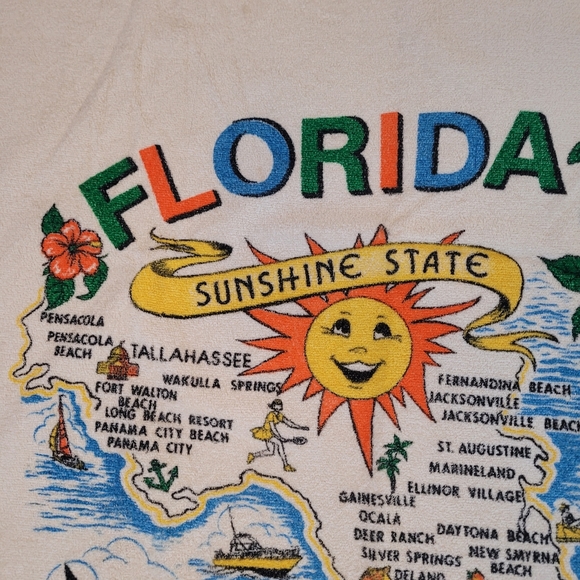 FLORIDA
SUNSHINE STATE
PENSACOLA
PENSACOLA
BEACH
TALLAHASSEE
WAKULLA SPRINGS
FORT WALTON
BEACH
LONG BEACH RESORT
PANAMA CITY BEACH
PANAMA CITY
FERNANDINA BEACH
JACKSONVILLE
JACKSONVILLE BEACH
ST. AUGUSTINE
MARINELAND
ELLINOR VILLAGE
GAINESVILLE
OCALA
DEER RANCH
DAYTONA BEACH
SILVER SPRINGS
NEW SMYRNA
BEACH
DELAND